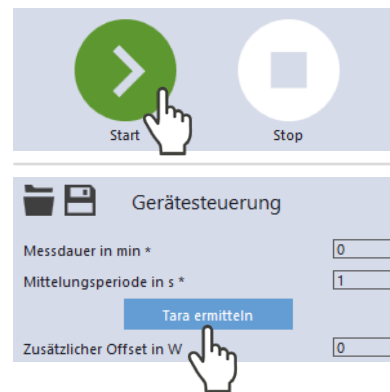 Start Stop
Gerätesteuerung
Messdauer in min * 0
Mittelungsperiode in s * 1
Tara ermitteln
Zusätzlicher Offset in W 0